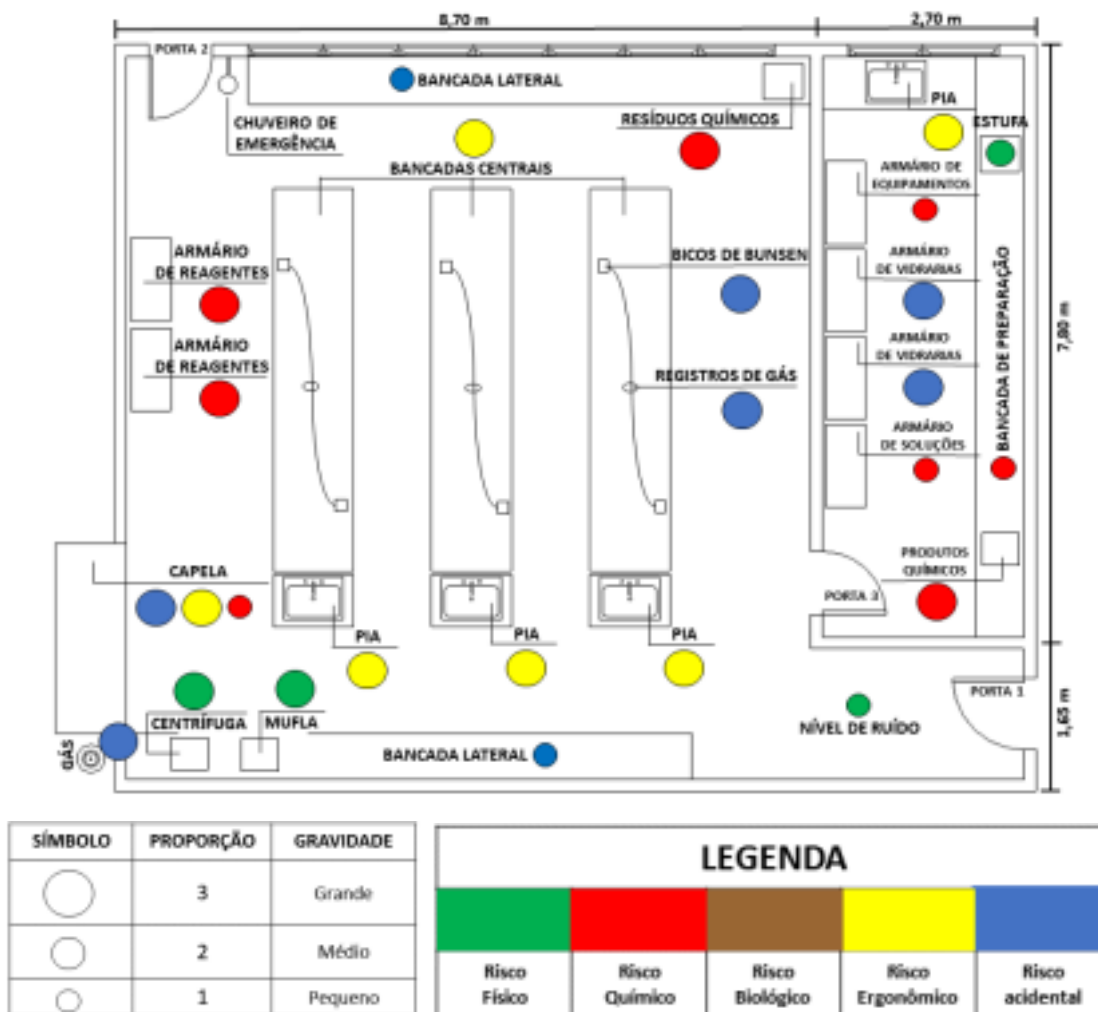 8,70 m
2,70 m
PORTA 2
BANCADA LATERAL
PIA
CHUVEIRO DE
EMERGÊNCIA
RESÍDUOS QUÍMICOS
ESTUFA
BANCADAS CENTRAIS
ARMÁRIO DE
EQUIPAMENTOS
ARMÁRIO
DE REAGENTES
BICOS DE BUNSEN
ARMÁRIO
DE VIDRARIAS
BANCADA DE PREPARAÇÃO
7,80 m
ARMÁRIO
DE REAGENTES
REGISTROS DE GÁS
ARMÁRIO
DE VIDRARIAS
ARMÁRIO
DE SOLUÇÕES
CAPELA
PRODUTOS
QUÍMICOS
PORTA 3
PIA
PIA
PIA
PORTA 1
1,65 m
CENTRÍFUGA
MUFLA
NÍVEL DE RUÍDO
GÁS
BANCADA LATERAL
SÍMBOLO PROPORÇÃO GRAVIDADE
3 Grande
2 Médio
1 Pequeno
LEGENDA
Risco Risco Risco Risco Risco
Físico Químico Biológico Ergonômico acidental